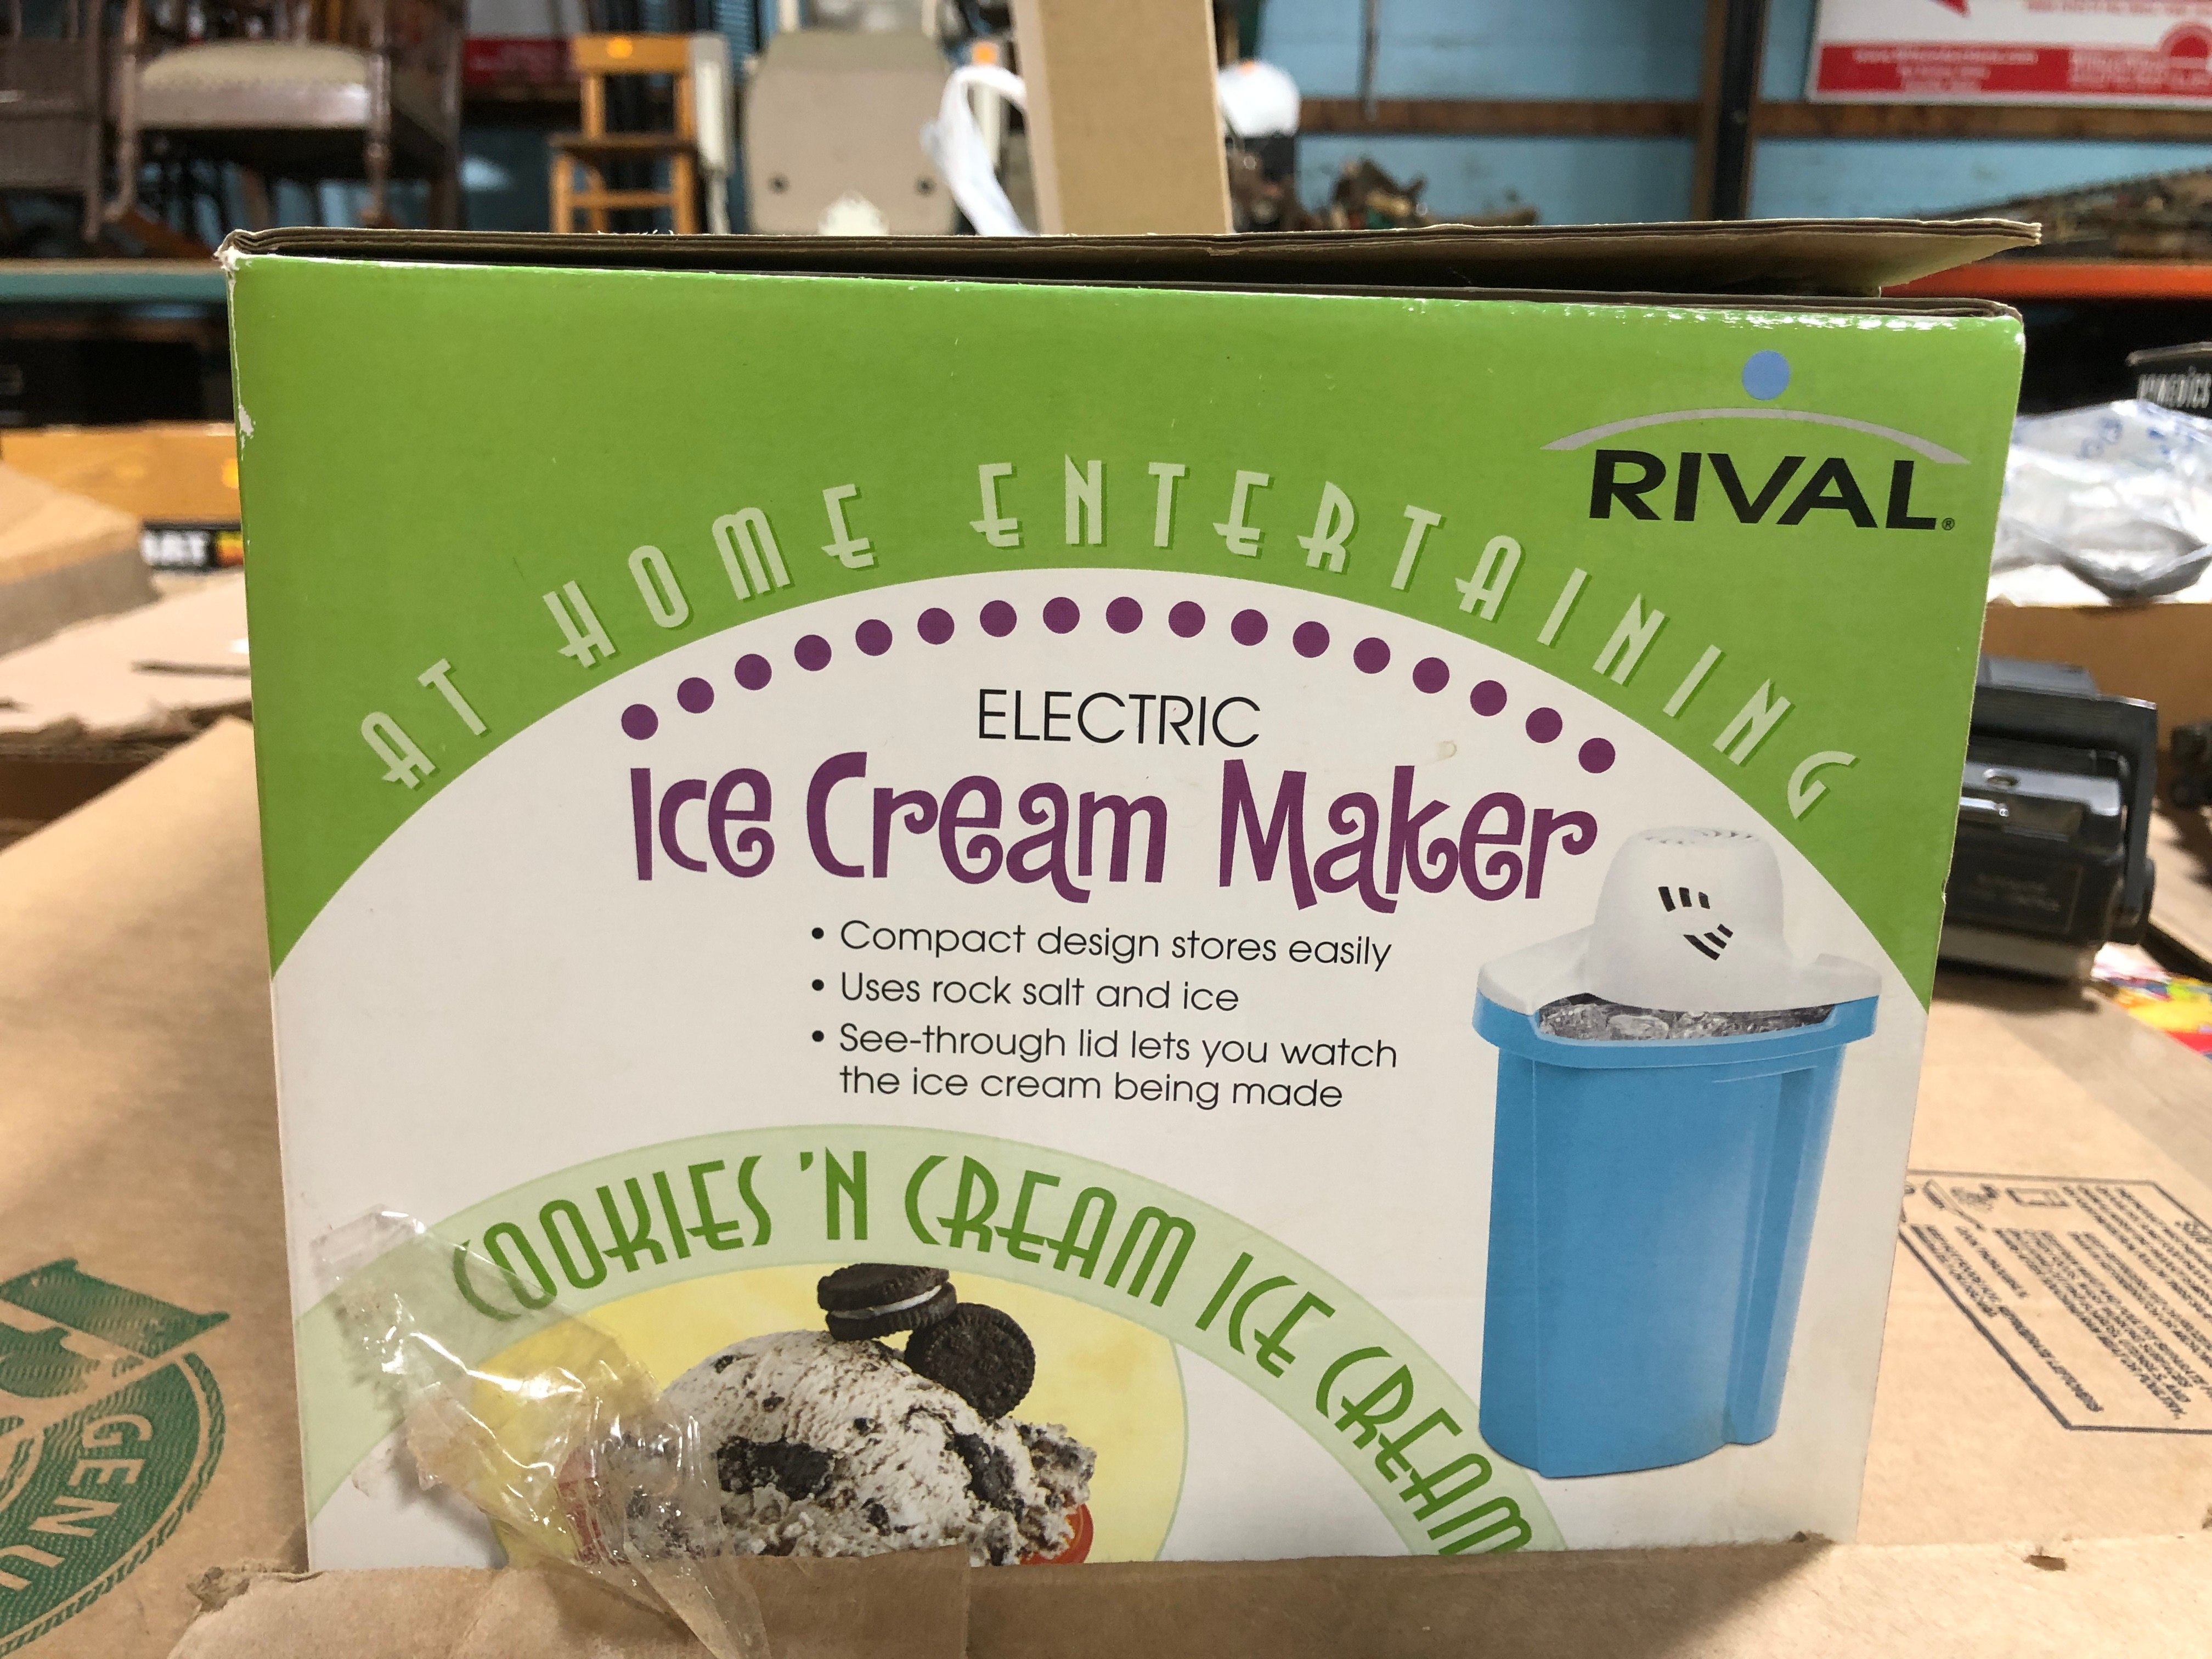 RIVAL®
AT HOME ENTERTAINING
ELECTRIC
Ice Cream Maker
• Compact design stores easily
• Uses rock salt and ice
• See-through lid lets you watch
the ice cream being made
COOKIES 'N CREAM ICE CREAM
GENU